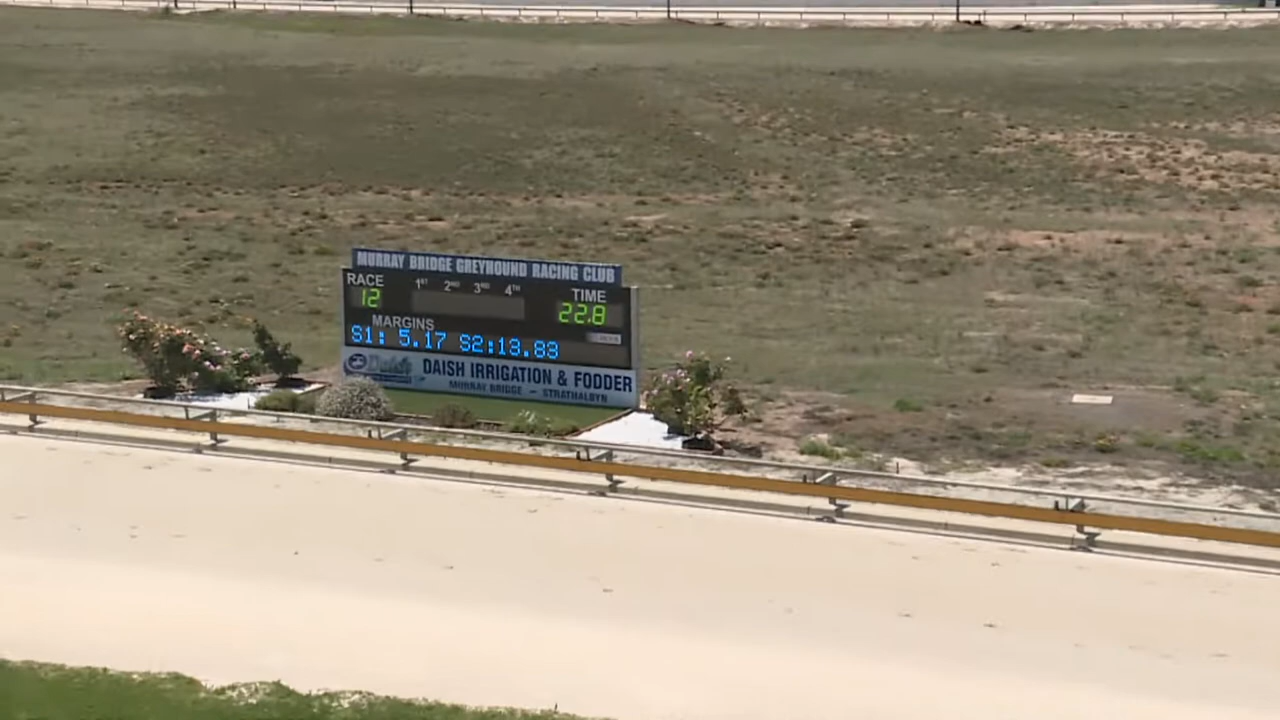 MURRAY BRIDGE GREYHOUND RACING CLUB
RACE 1ST 2ND 3RD 4TH TIME
12 22.8
MARGINS
S1: 5.17 S2:13.83
Daish DAISH IRRIGATION & FODDER
MURRAY BRIDGE – STRATHALBYN